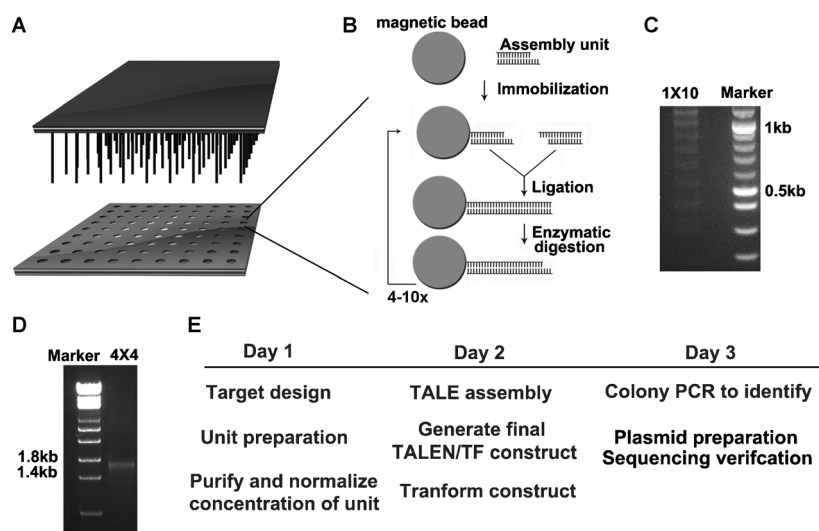 A
B
magnetic bead
Assembly unit
Immobilization
Ligation
Enzymatic
digestion
4-10x
C
1X10
Marker
1kb
0.5kb
D
Marker
4X4
1.8kb
1.4kb
E
Day 1
Day 2
Day 3
Target design
TALE assembly
Colony PCR to identify
Unit preparation
Generate final
TALEN/TF construct
Plasmid preparation
Sequencing verifcation
Purify and normalize
concentration of unit
Tranform construct